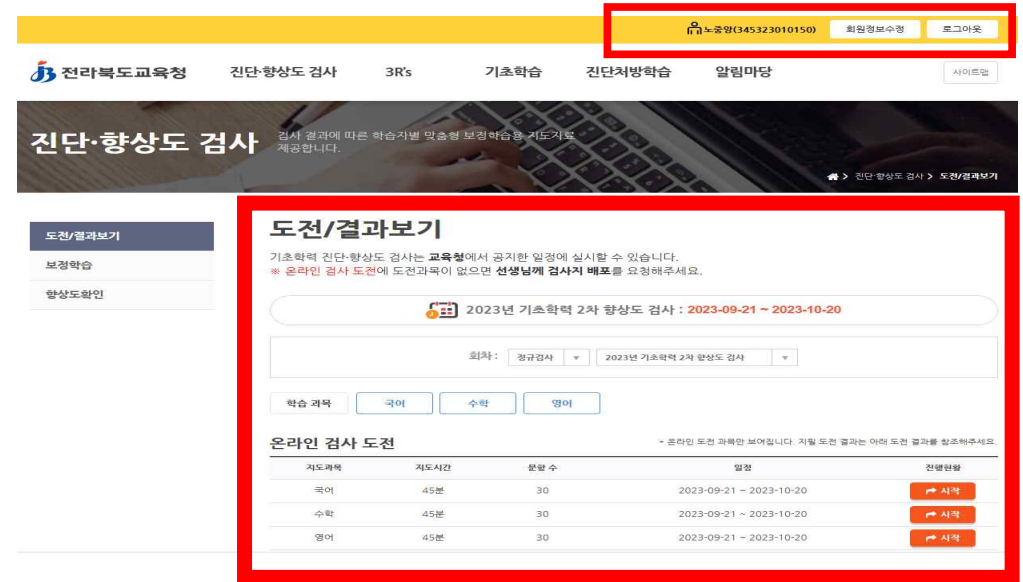 노중앙(345323010150) 회원정보수정 로그아웃
전라북도교육청 진단·향상도 검사 3R's 기초학습 진단처방학습 알림마당 사이트맵
진단·향상도 검사
검사 결과에 따른 학습자별 맞춤형 보정학습용 지도자료
제공합니다.
> 진단·향상도 검사 > 도전/결과보기
도전/결과보기
보정학습
향상도확인
도전/결과보기
기초학력 진단·향상도 검사는 교육청에서 공지한 일정에 실시할 수 있습니다.
※ 온라인 검사 도전에 도전과목이 없으면 선생님께 검사지 배포를 요청해주세요.
2023년 기초학력 2차 향상도 검사 : 2023-09-21 ~ 2023-10-20
회차 : 정규검사 2023년 기초학력 2차 향상도 검사
학습 과목 국어 수학 영어
온라인 검사 도전
* 온라인 도전 과목만 보여집니다. 지필 도전 결과는 아래 도전 결과를 참조해주세요.
지도과목 지도시간 문항 수 일정 진행현황
국어 45분 30 2023-09-21 ~ 2023-10-20 시작
수학 45분 30 2023-09-21 ~ 2023-10-20 시작
영어 45분 30 2023-09-21 ~ 2023-10-20 시작